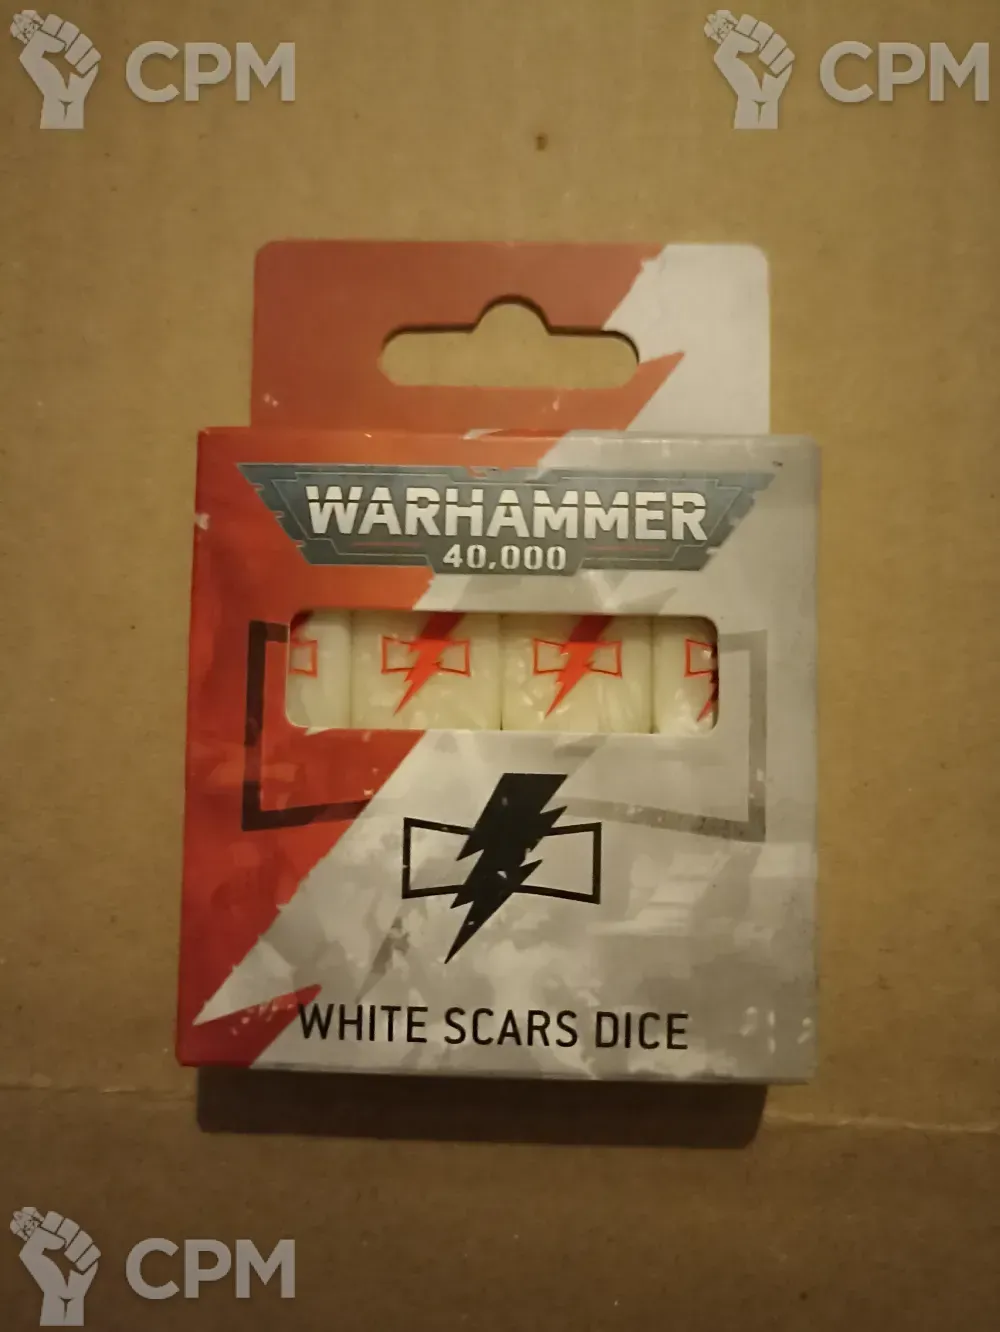 CPM
CPM
WARHAMMER
40,000
WHITE SCARS DICE
CPM